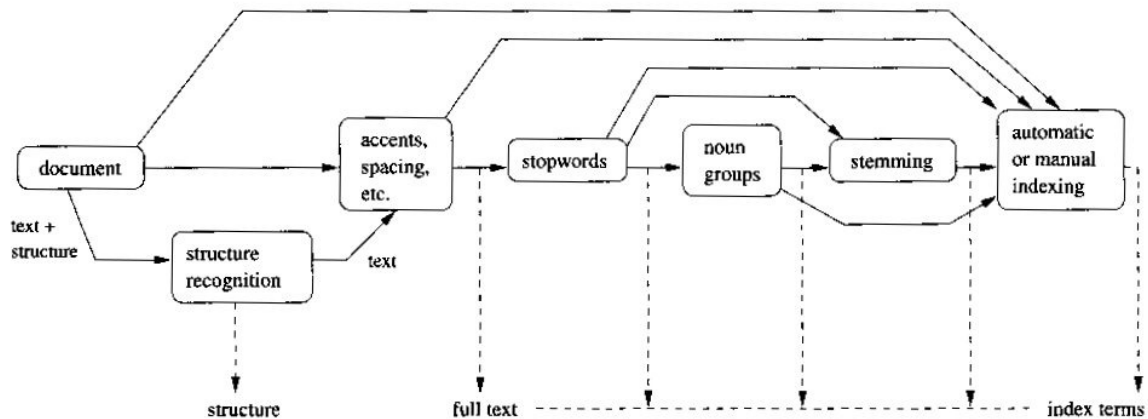 document
text +
structure
structure
recognition
text
accents,
spacing,
etc.
stopwords
noun
groups
stemming
automatic
or manual
indexing
structure
full text
index terms